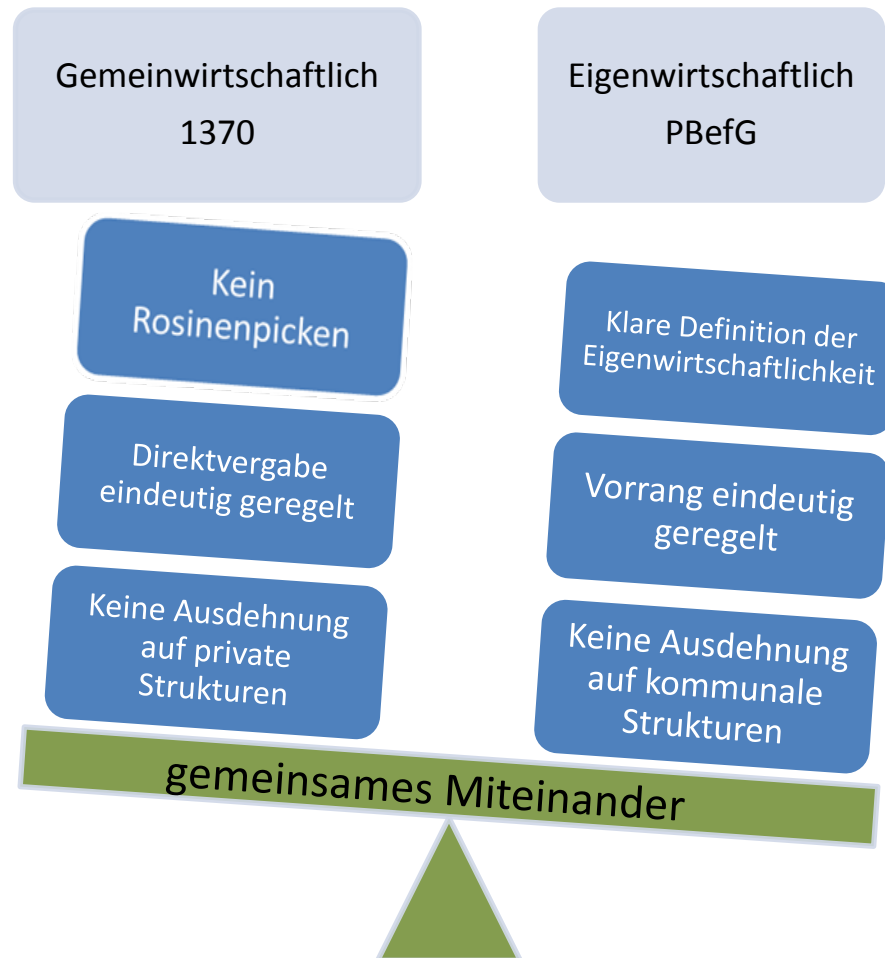 Gemeinwirtschaftlich
1370
Eigenwirtschaftlich
PBefG
Kein
Rosinenpicken
Direktvergabe
eindeutig geregelt
Keine Ausdehnung
auf private
Strukturen
Klare Definition der
Eigenwirtschaftlichkeit
Vorrang eindeutig
geregelt
Keine Ausdehnung
auf kommunale
Strukturen
gemeinsames Miteinander